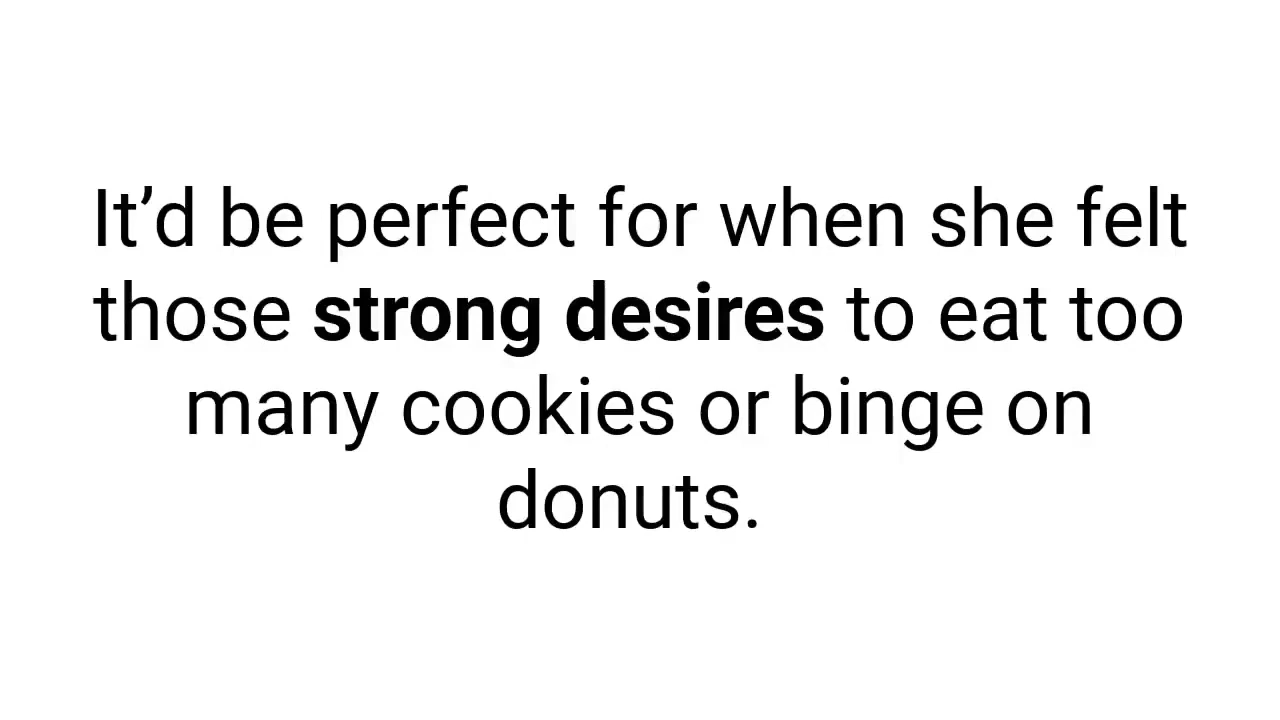 It’d be perfect for when she felt
those strong desires to eat too
many cookies or binge on
donuts.